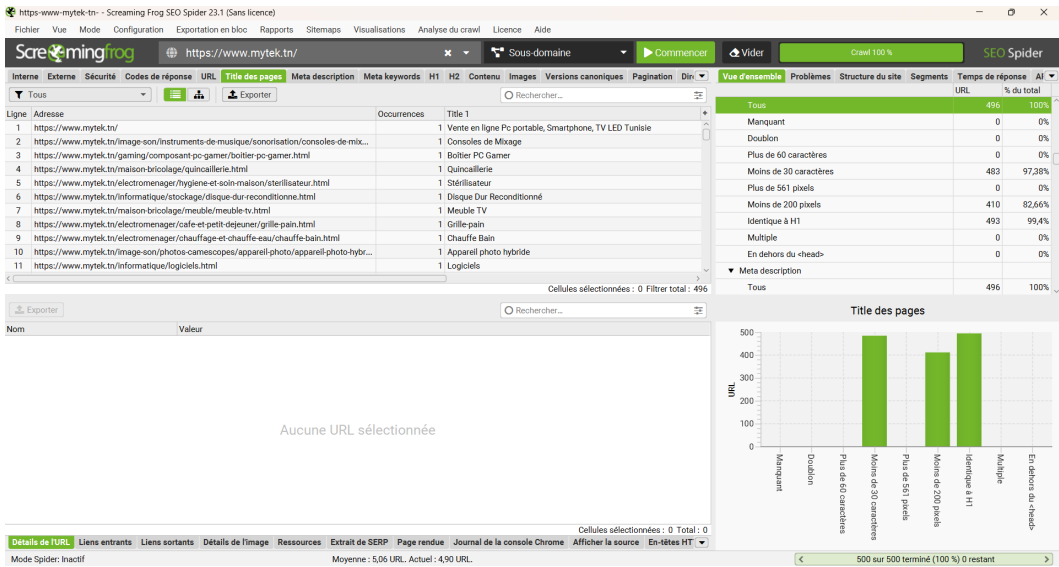 https-www-mytek-tn- - Screaming Frog SEO Spider 23.1 (Sans licence)
Fichier Vue Mode Configuration Exportation en bloc Rapports Sitemaps Visualisations Analyse du crawl Licence Aide
Screamingfrog https://www.mytek.tn/ Sous-domaine Commencer Vider Crawl 100 % SEO Spider
Interne Externe Sécurité Codes de réponse URL Title des pages Meta description Meta keywords H1 H2 Contenu Images Versions canoniques Pagination Dir
Vue d'ensemble Problèmes Structure du site Segments Temps de réponse Al
Tous Exporter Rechercher...
URL % du total
Ligne Adresse Occurrences Title 1
1 https://www.mytek.tn/ 1 Vente en ligne Pc portable, Smartphone, TV LED Tunisie
2 https://www.mytek.tn/image-son/instruments-de-musique/sonorisation/consoles-de-mix... 1 Consoles de Mixage
3 https://www.mytek.tn/gaming/composant-pc-gamer/boitier-pc-gamer.html 1 Boîtier PC Gamer
4 https://www.mytek.tn/maison-bricolage/quincaillerie.html 1 Quincaillerie
5 https://www.mytek.tn/electromenager/hygiene-et-soin-maison/sterilisateur.html 1 Stérilisateur
6 https://www.mytek.tn/informatique/stockage/disque-dur-reconditionne.html 1 Disque Dur Reconditionné
7 https://www.mytek.tn/maison-bricolage/meuble/meuble-tv.html 1 Meuble TV
8 https://www.mytek.tn/electromenager/cafe-et-petit-dejeuner/grille-pain.html 1 Grille-pain
9 https://www.mytek.tn/electromenager/chauffage-et-chauffe-eau/chauffe-bain.html 1 Chauffe Bain
10 https://www.mytek.tn/image-son/photos-camescopes/appareil-photo/appareil-photo-hybr... 1 Appareil photo hybride
11 https://www.mytek.tn/informatique/logiciels.html 1 Logiciels
Cellules sélectionnées : 0 Filtrer total : 496
Tous 496 100%
Manquant 0 0%
Doublon 0 0%
Plus de 60 caractères 0 0%
Moins de 30 caractères 483 97,38%
Plus de 561 pixels 0 0%
Moins de 200 pixels 410 82,66%
Identique à H1 493 99,4%
Multiple 0 0%
En dehors du <head> 0 0%
Meta description
Tous 496 100%
Exporter Rechercher...
Nom Valeur
Aucune URL sélectionnée
Cellules sélectionnées : 0 Total : 0
Title des pages
URL
500
400
300
200
100
0
Manquant
Doublon
Plus de 60 caractères
Moins de 30 caractères
Plus de 561 pixels
Moins de 200 pixels
Identique à H1
Multiple
En dehors du <head>
Détails de l'URL Liens entrants Liens sortants Détails de l'image Ressources Extrait de SERP Page rendue Journal de la console Chrome Afficher la source En-têtes HT
Mode Spider: Inactif Moyenne : 5,06 URL. Actuel : 4,90 URL. 500 sur 500 terminé (100 %) 0 restant